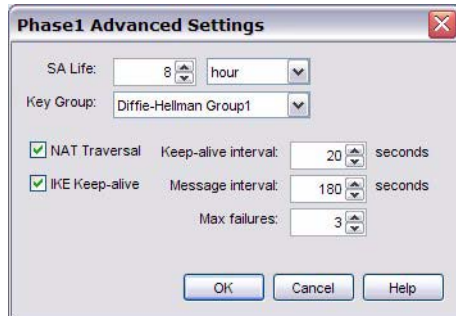 Phase1 Advanced Settings
SA Life: 8 hour
Key Group: Diffie-Hellman Group1
NAT Traversal Keep-alive interval: 20 seconds
IKE Keep-alive Message interval: 180 seconds
Max failures: 3
OK Cancel Help